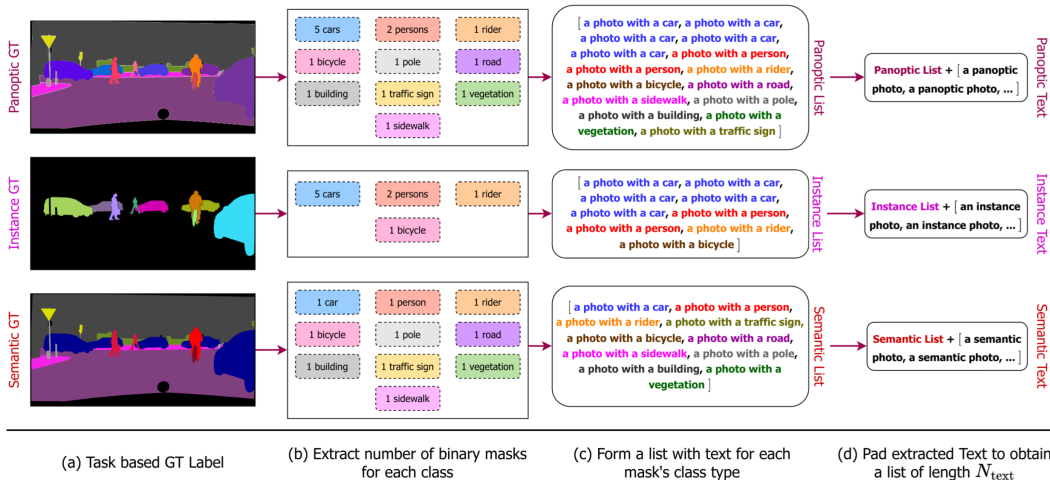 Panoptic GT
5 cars
2 persons
1 rider
1 bicycle
1 pole
1 road
1 building
1 traffic sign
1 vegetation
1 sidewalk
[ a photo with a car, a photo with a car,
a photo with a car, a photo with a car,
a photo with a car, a photo with a person,
a photo with a person, a photo with a rider,
a photo with a bicycle, a photo with a road,
a photo with a sidewalk, a photo with a pole,
a photo with a building, a photo with a
vegetation, a photo with a traffic sign ]
Panoptic List
Panoptic List + [ a panoptic
photo, a panoptic photo, ... ]
Panoptic Text
Instance GT
5 cars
2 persons
1 rider
1 bicycle
[ a photo with a car, a photo with a car,
a photo with a car, a photo with a car,
a photo with a car, a photo with a person,
a photo with a person, a photo with a rider,
a photo with a bicycle ]
Instance List
Instance List + [ an instance
photo, an instance photo, ... ]
Instance Text
Semantic GT
1 car
1 person
1 rider
1 bicycle
1 pole
1 road
1 building
1 traffic sign
1 vegetation
1 sidewalk
[ a photo with a car, a photo with a person,
a photo with a rider, a photo with a traffic sign,
a photo with a bicycle, a photo with a road,
a photo with a sidewalk, a photo with a pole,
a photo with a building, a photo with a
vegetation ]
Semantic List
Semantic List + [ a semantic
photo, a semantic photo, ... ]
Semantic Text
(a) Task based GT Label
(b) Extract number of binary masks
for each class
(c) Form a list with text for each
mask's class type
(d) Pad extracted Text to obtain
a list of length N_text